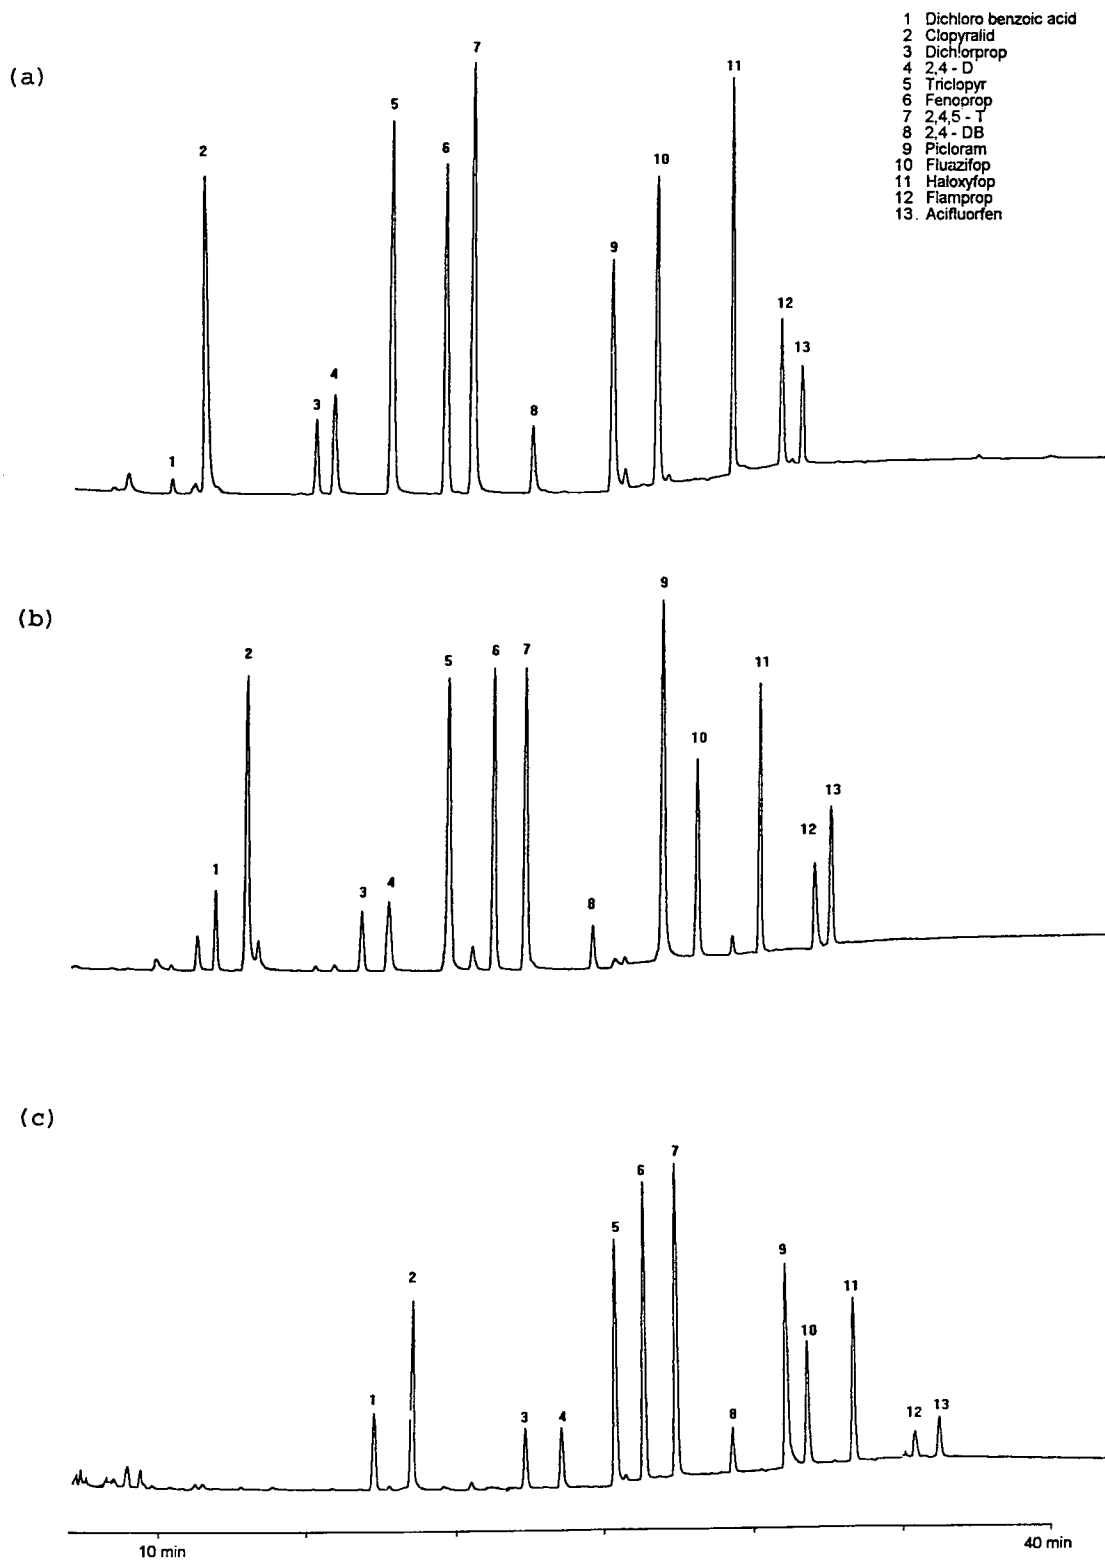 (a)
1 Dichloro benzoic acid
2 Clopyralid
3 Dichlorprop
4 2,4 - D
5 Triclopyr
6 Fenoprop
7 2,4,5 - T
8 2,4 - DB
9 Picloram
10 Fluazifop
11 Haloxyfop
12 Flamprop
13. Acifluorfen
1 2 3 4 5 6 7 8 9 10 11 12 13
(b)
1 2 3 4 5 6 7 8 9 10 11 12 13
(c)
1 2 3 4 5 6 7 8 9 10 11 12 13
10 min 40 min